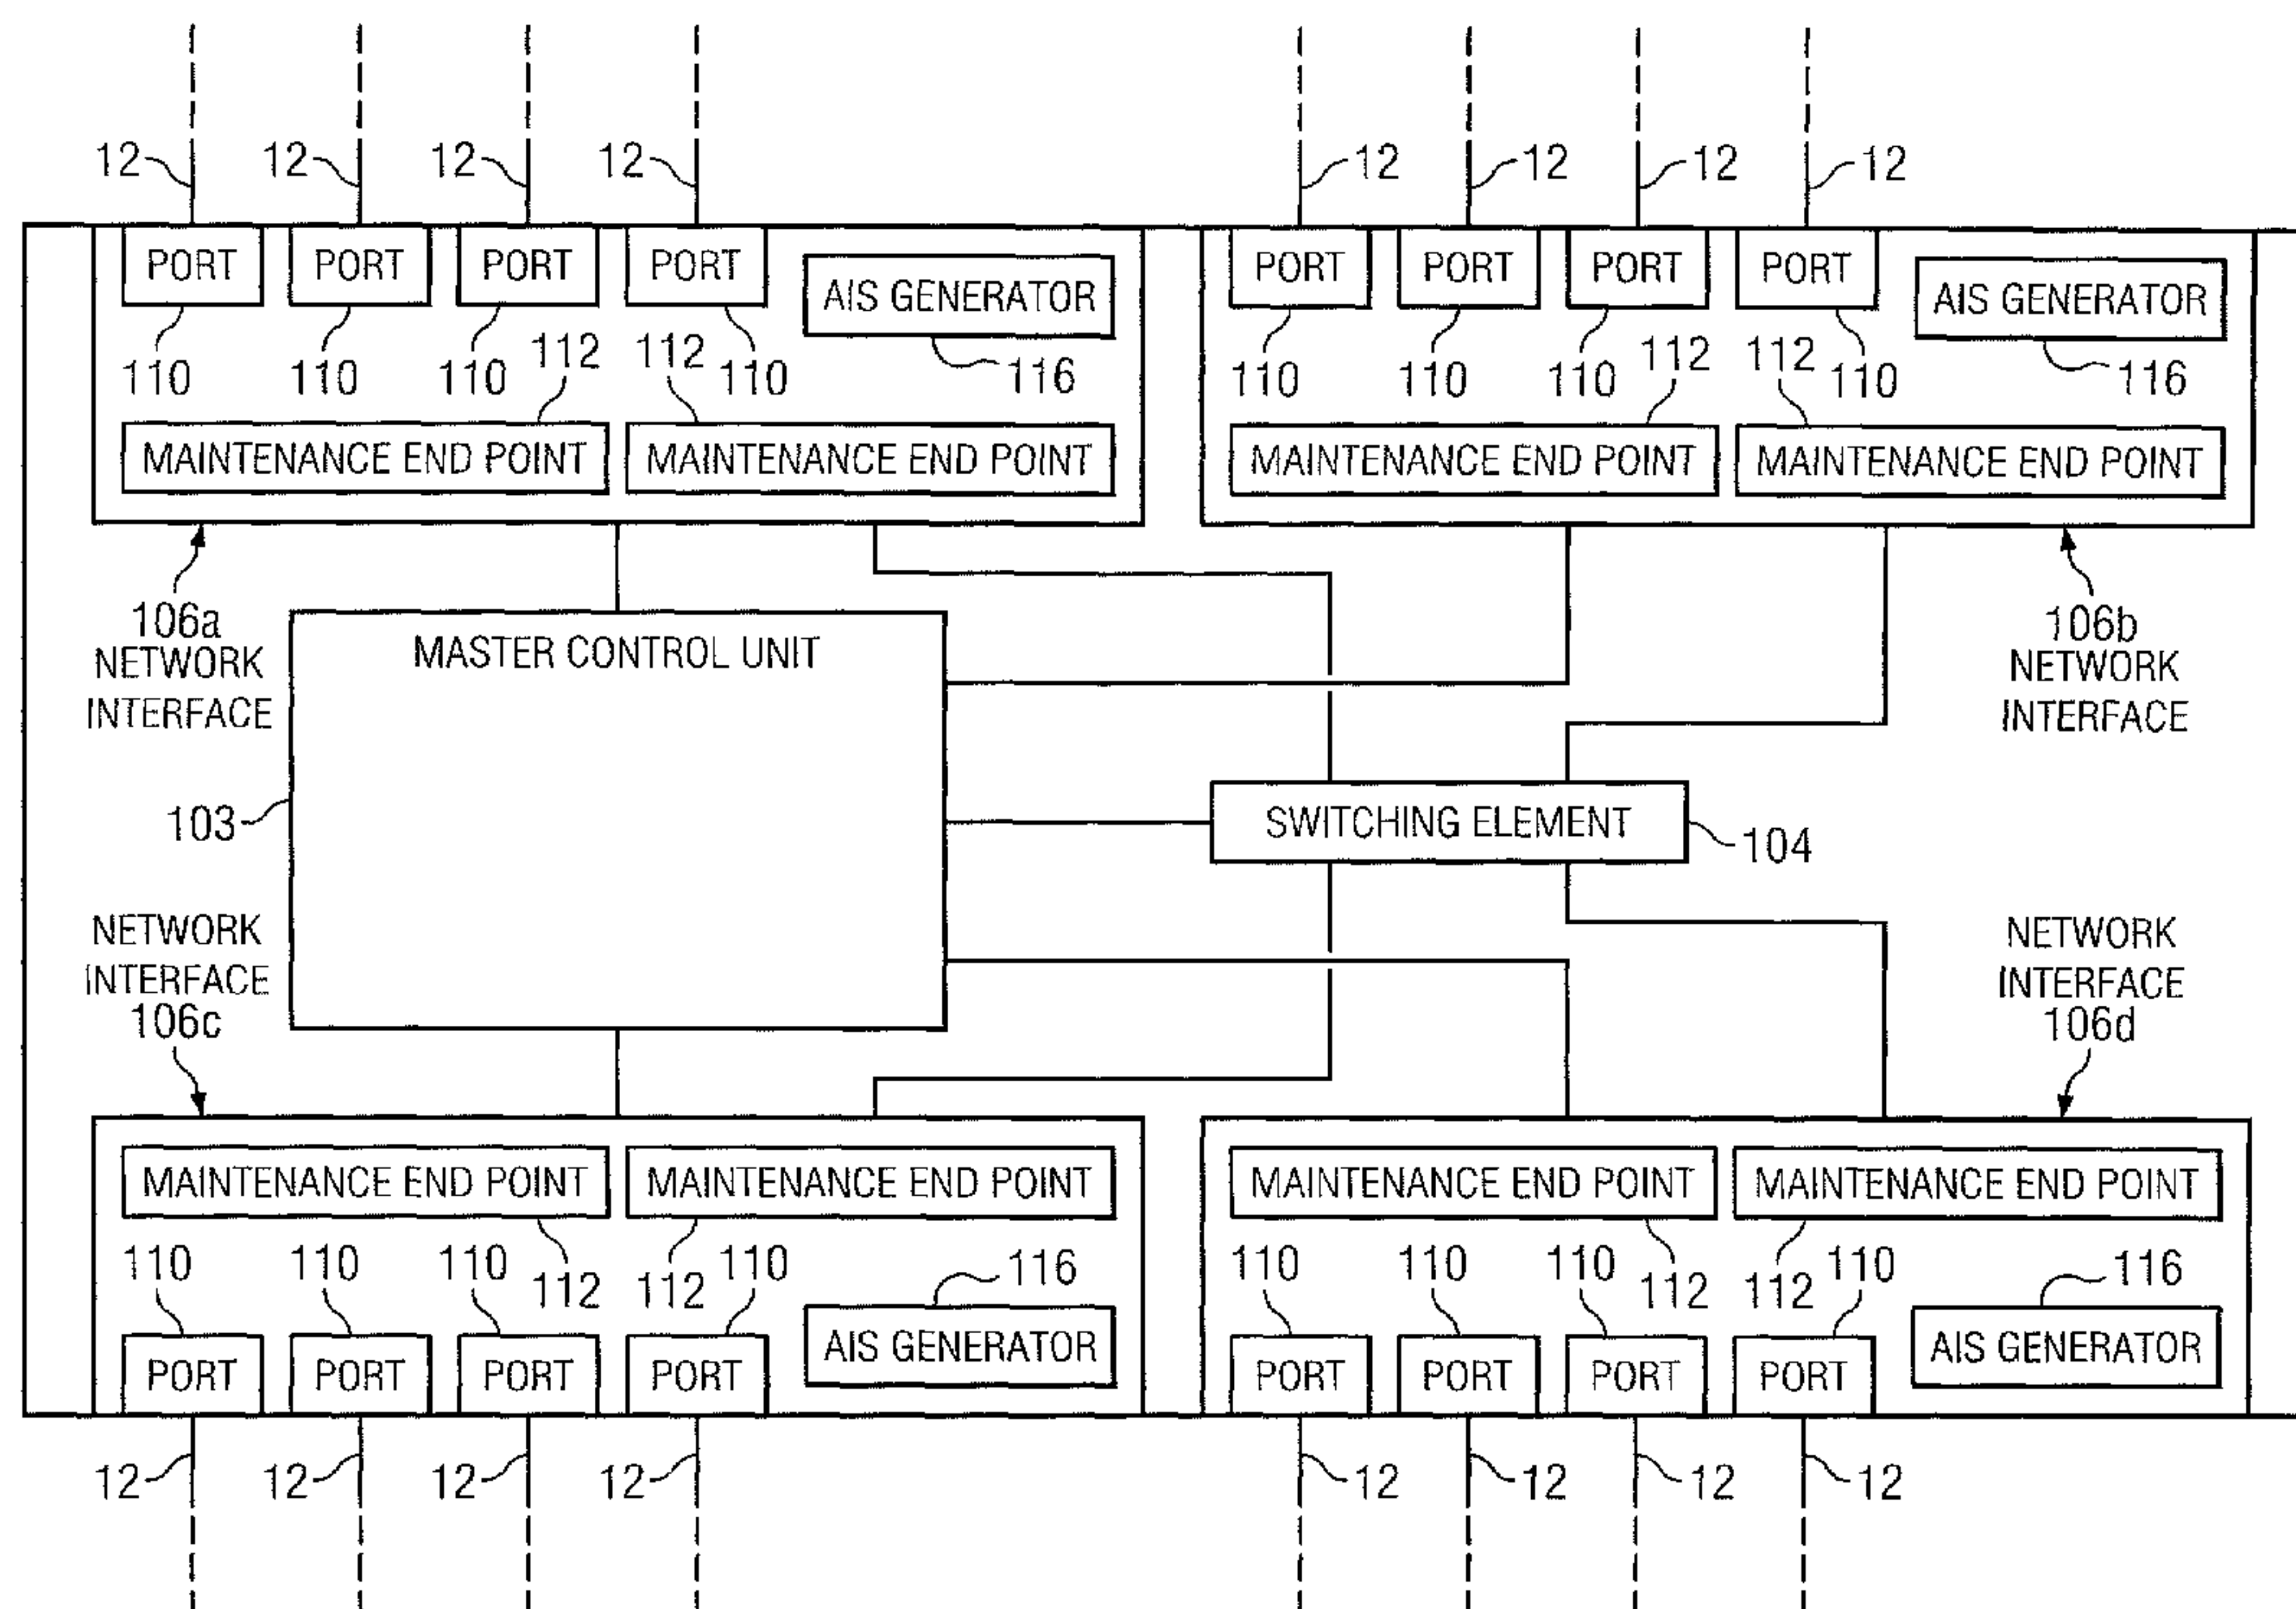 12 12 12 12 12 12 12 12
PORT PORT PORT PORT AIS GENERATOR PORT PORT PORT PORT AIS GENERATOR
110 110 110 112 112 110 116 110 110 110 112 112 110 116
MAINTENANCE END POINT MAINTENANCE END POINT MAINTENANCE END POINT MAINTENANCE END POINT
106a
NETWORK
INTERFACE
MASTER CONTROL UNIT
106b
NETWORK
INTERFACE
103
SWITCHING ELEMENT
104
NETWORK
INTERFACE
106c
NETWORK
INTERFACE
106d
MAINTENANCE END POINT MAINTENANCE END POINT MAINTENANCE END POINT MAINTENANCE END POINT
110 110 110 112 112 110 116 110 110 110 112 112 110 116
PORT PORT PORT PORT AIS GENERATOR PORT PORT PORT PORT AIS GENERATOR
12 12 12 12 12 12 12 12